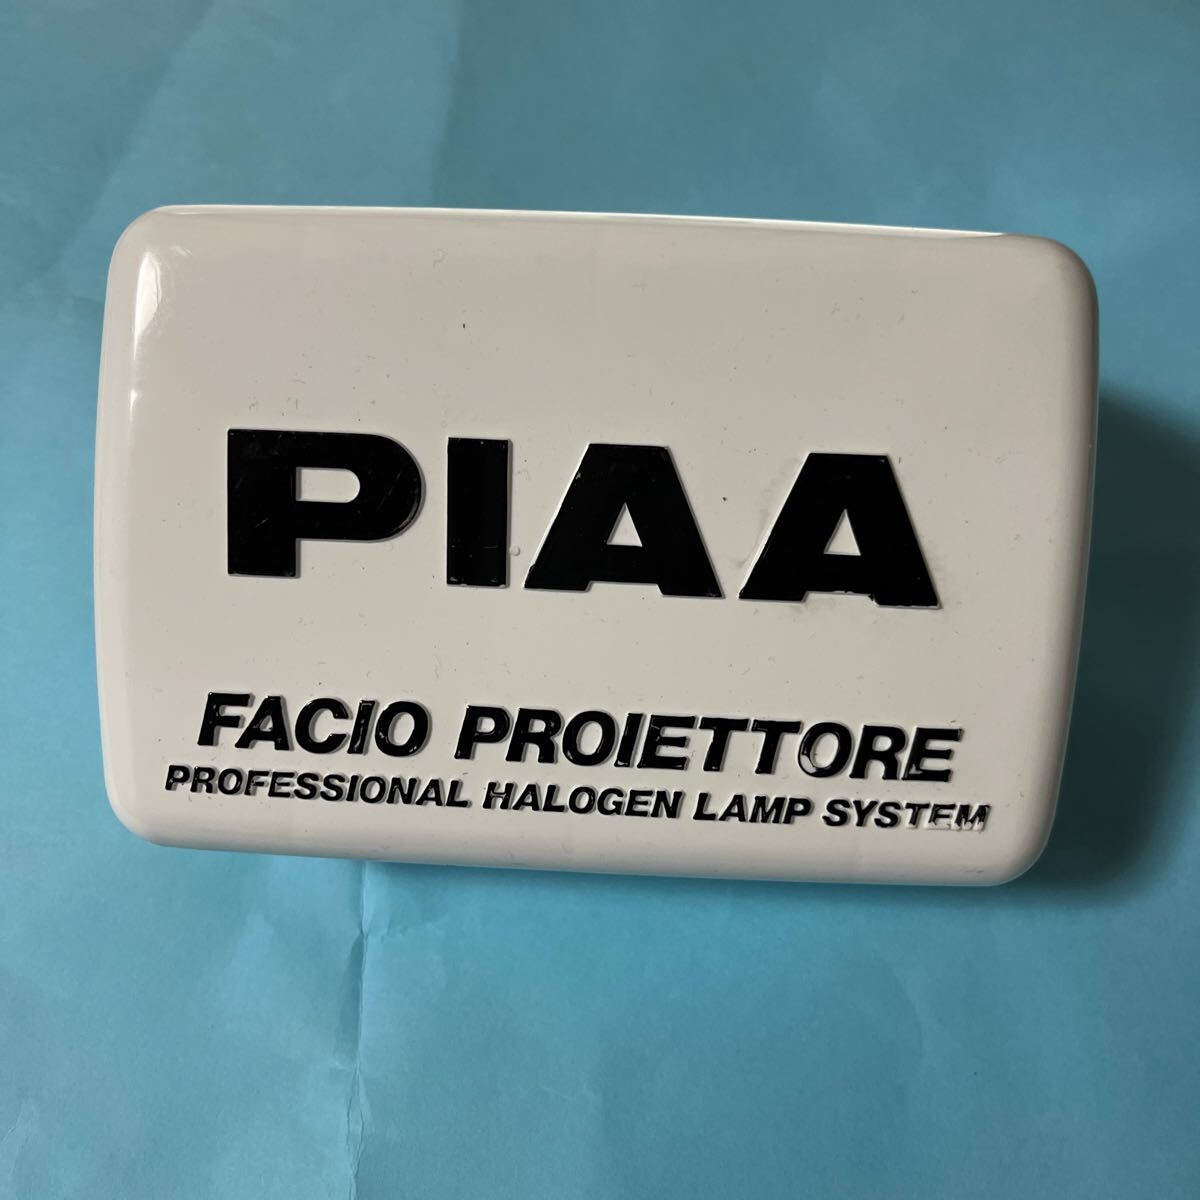 PIAA
FACIO PROIETTORE
PROFESSIONAL HALOGEN LAMP SYSTEM